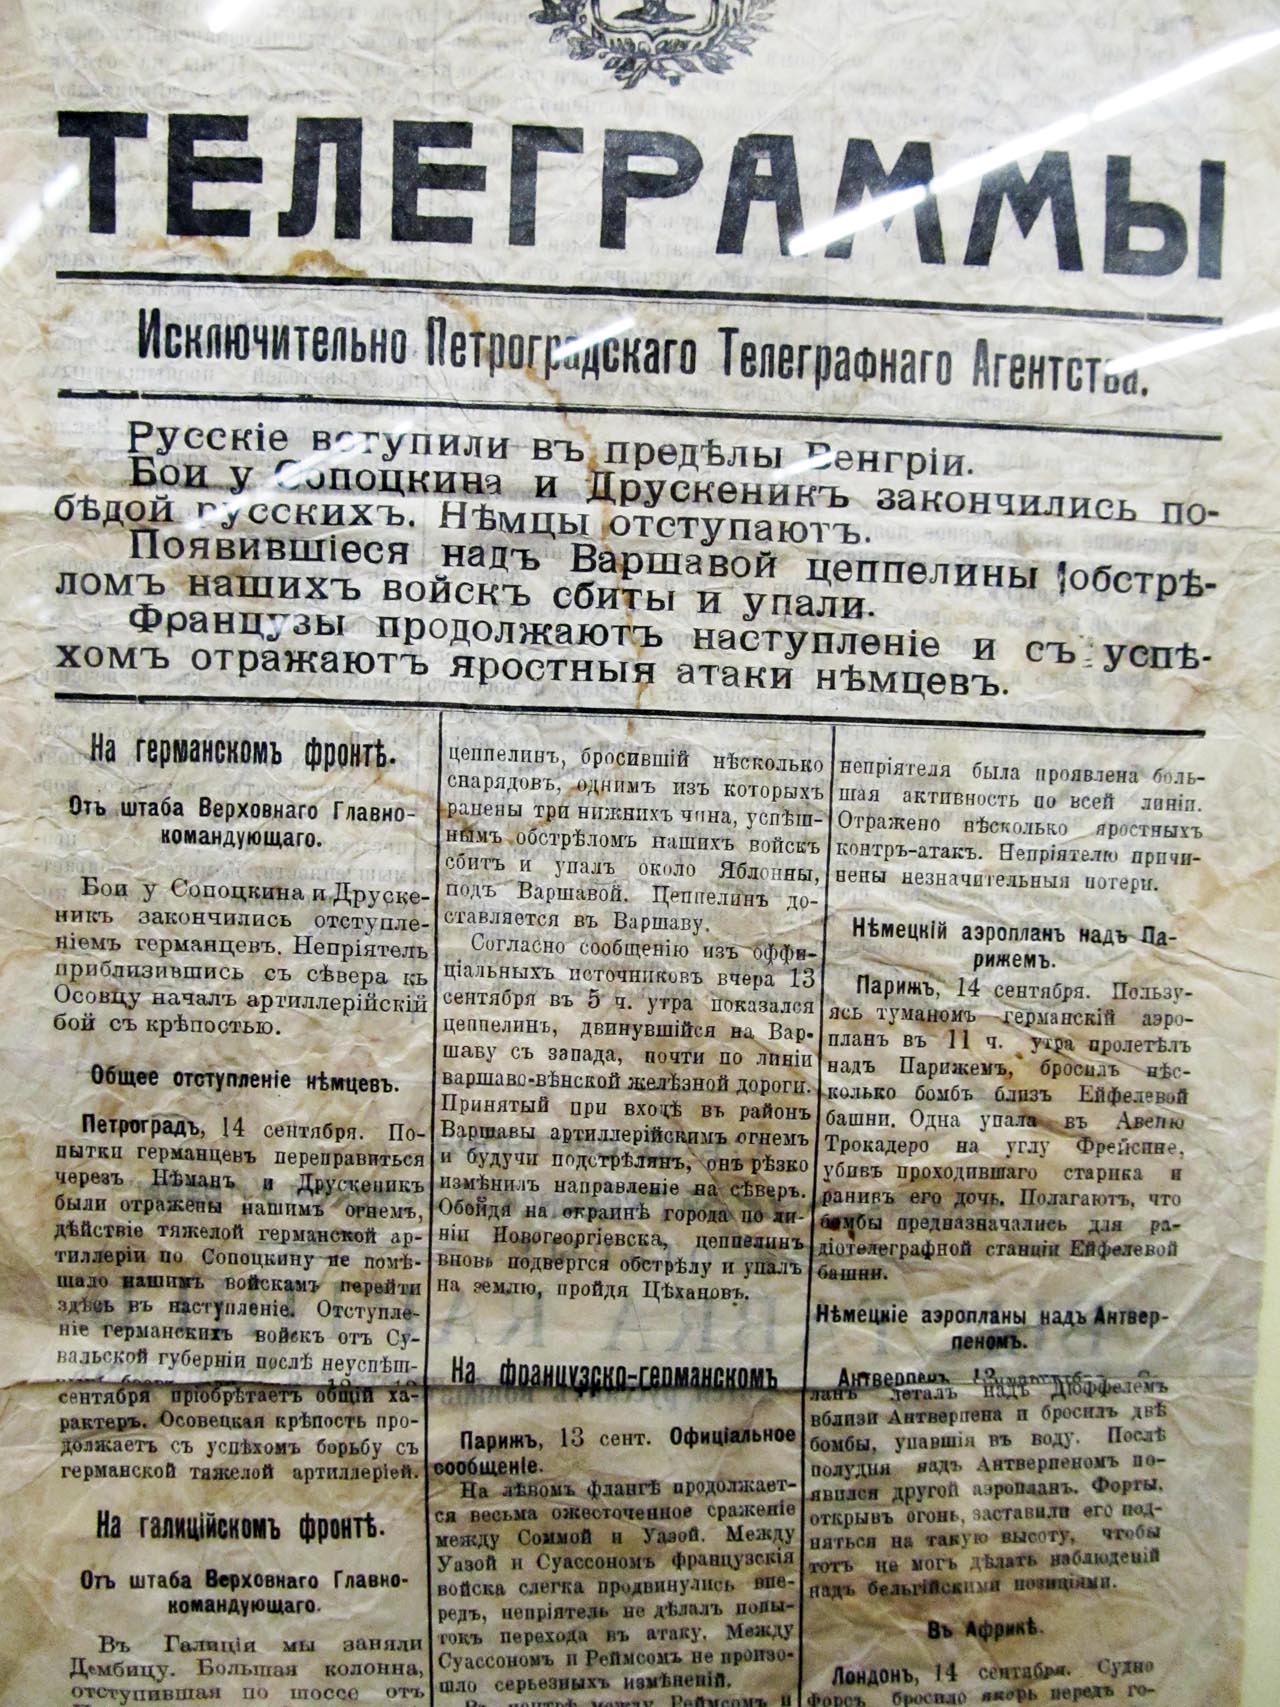 ТЕЛЕГРАММЫ
Исключительно Петроградскаго Телеграфнаго Агентства.
Русскіе вступили въ предѣлы Венгріи.
Бои у Сопоцкина и Друскеникъ закончились по-
бѣдой русскихъ. Нѣмцы отступаютъ.
Появившіеся надъ Варшавой цеппелины обстрѣ-
ломъ нашихъ войскъ сбиты и упали.
Французы продолжаютъ наступленіе и съ успѣ-
хомъ отражаютъ яростныя атаки нѣмцевъ.
На германскомъ фронтѣ.
Отъ штаба Верховнаго Главно-
командующаго.
Бои у Сопоцкина и Друске-
никъ закончились отступле-
ніемъ германцевъ. Непріятель
приблизившись съ сѣвера къ
Осовцу началъ артиллерійскій
бой съ крѣпостью.
Общее отступленіе нѣмцевъ.
Петроградъ, 14 сентября. По-
пытки германцевъ переправиться
черезъ Нѣманъ и Друскеникъ
были отражены нашимъ огнемъ,
дѣйствіе тяжелой германской ар-
тиллеріи по Сопоцкину не помѣ-
шало нашимъ войскамъ перейти
здѣсь въ наступленіе. Отступле-
ніе германскихъ войскъ отъ Су-
вальской губерніи послѣ неуспѣш-
сентября пріобрѣтаетъ общій ха-
рактеръ. Осовецкая крѣпость про-
должаетъ съ успѣхомъ борьбу съ
германской тяжелой артиллеріей.
На галиційскомъ фронтѣ.
Отъ штаба Верховнаго Главно-
командующаго.
Въ Галиціи мы заняли
Дембицу. Большая колонна,
отступившая по шоссе отъ
цеппелинъ, бросившій нѣсколько
снарядовъ, однимъ изъ которыхъ
ранены три нижнихъ чина, успѣш-
нымъ обстрѣломъ нашихъ войскъ
сбитъ и упалъ около Яблонны,
подъ Варшавой. Цеппелинъ до-
ставляется въ Варшаву.
Согласно сообщенію изъ оффи-
ціальныхъ источниковъ вчера 13
сентября въ 5 ч. утра показался
цеппелинъ, двинувшійся на Вар-
шаву съ запада, почти по линіи
варшаво-вѣнской желѣзной дороги.
Принятый при входѣ въ районъ
Варшавы артиллерійскимъ огнемъ
и будучи подстрѣлянъ, онъ рѣзко
измѣнилъ направленіе на сѣверъ.
Обойдя на окраинѣ города по ли-
ніи Новогеоргіевска, цеппелинъ
вновь подвергся обстрѣлу и упалъ
на землю, пройдя Цѣхановъ.
На французско-германскомъ
Парижъ, 13 сент. Официіальное
сообщеніе.
На лѣвомъ флангѣ продолжает-
ся весьма ожесточенное сраженіе
между Соммой и Уазой. Между
Уазой и Суассономъ французскія
войска слегка продвинулись впе-
редъ, непріятель не дѣлалъ попы-
токъ перехода въ атаку. Между
Суассономъ и Реймсомъ не произо-
шло серьезныхъ измѣненій.
Въ центрѣ между Реймсомъ и
непріятеля была проявлена боль-
шая активность по всей линіи.
Отражено нѣсколько яростныхъ
контръ-атакъ. Непріятелю причи-
нены незначительныя потери.
Нѣмецкій аэропланъ надъ Па-
рижемъ.
Парижъ, 14 сентября. Пользу-
ясь туманомъ германскій аэро-
планъ въ 11 ч. утра пролетѣлъ
надъ Парижемъ, бросилъ нѣс-
колько бомбъ близъ Ейфелевой
башни. Одна упала въ Авеню
Трокадеро на углу Фрейсине,
убивъ проходившаго старика и
ранивъ его дочь. Полагаютъ, что
бомбы предназначались для ра-
діотелеграфной станціи Ейфелевой
башни.
Нѣмецкіе аэропланы надъ Антвер-
пеномъ.
Антверпенъ, 13
ланъ леталъ надъ Дюффелемъ
вблизи Антверпена и бросилъ двѣ
бомбы, упавшія въ воду. Послѣ
полудня надъ Антверпеномъ по-
явился другой аэропланъ. Форты,
открывъ огонь, заставили его под-
няться на такую высоту, чтобы
тотъ не могъ дѣлать наблюденій
надъ бельгійскими позиціями.
Въ Африкѣ.
Лондонъ, 14 сентября. Судно
бросило якорь передъ го-